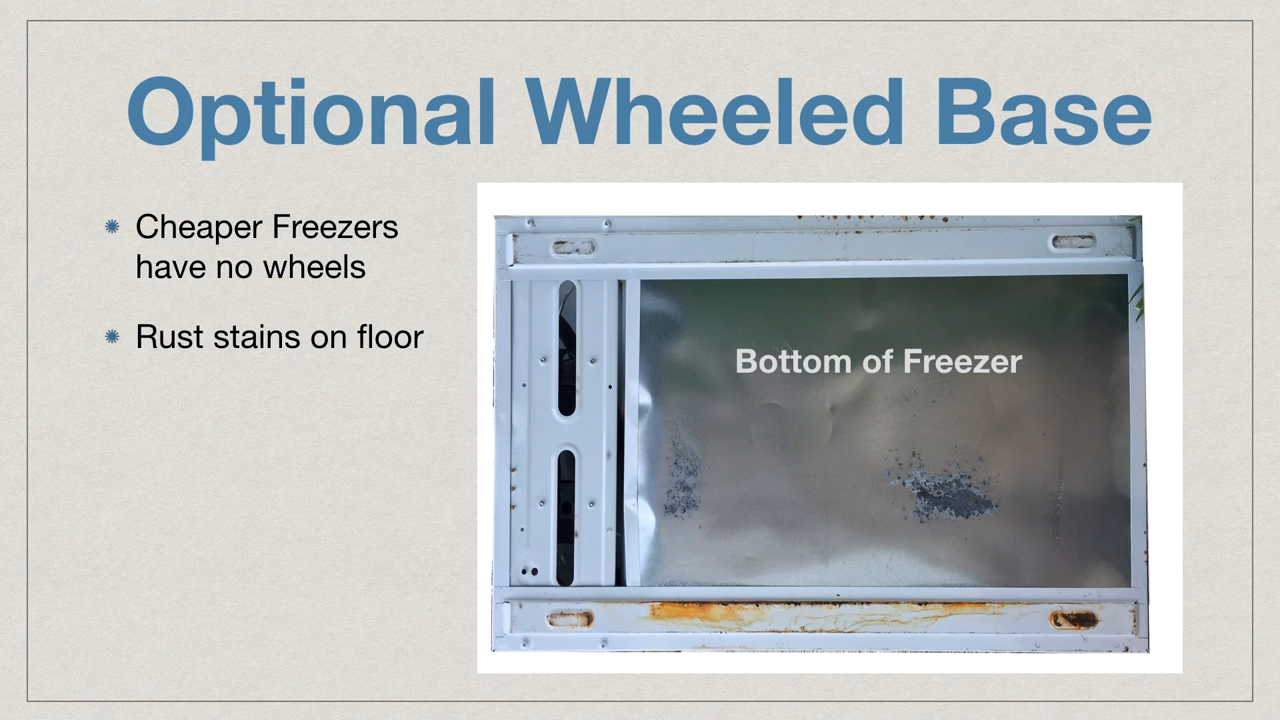 Optional Wheeled Base
Cheaper Freezers
have no wheels
Rust stains on floor
Bottom of Freezer